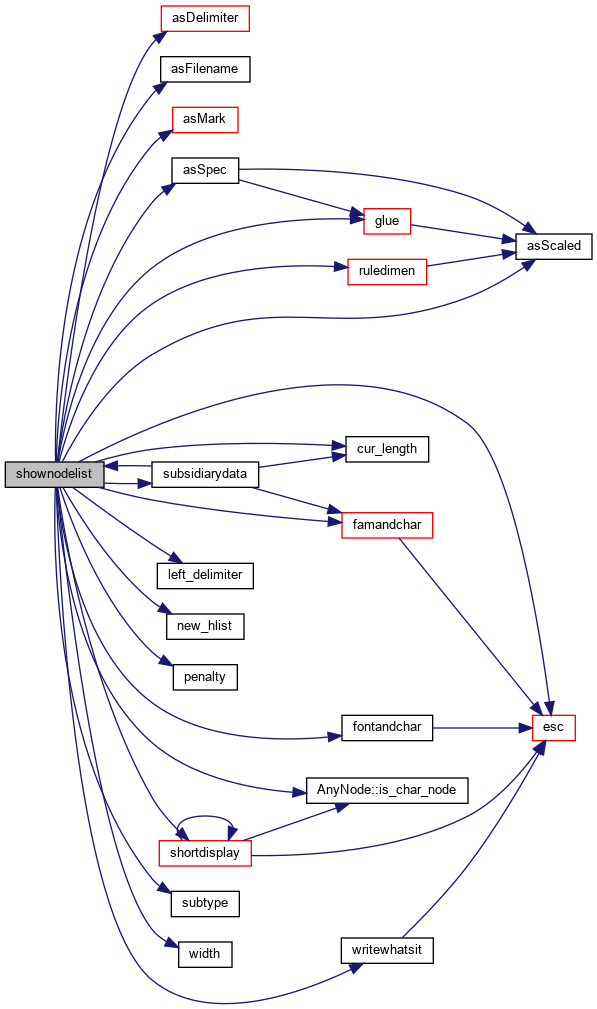 asDelimiter
asFilename
asMark
asSpec
glue
asScaled
ruledimen
cur_length
shownodelist
subsidiarydata
famandchar
left_delimiter
new_hlist
penalty
fontandchar
esc
AnyNode::is_char_node
shortdisplay
subtype
writewhatsit
width